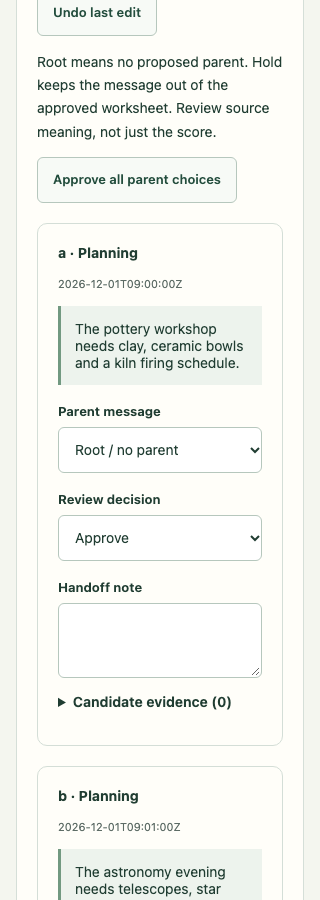 Undo last edit
Root means no proposed parent. Hold
keeps the message out of the
approved worksheet. Review source
meaning, not just the score.
Approve all parent choices
a · Planning
2026-12-01T09:00:00Z
The pottery workshop
needs clay, ceramic bowls
and a kiln firing schedule.
Parent message
Root / no parent
Review decision
Approve
Handoff note
Candidate evidence (0)
b · Planning
2026-12-01T09:01:00Z
The astronomy evening
needs telescopes, star